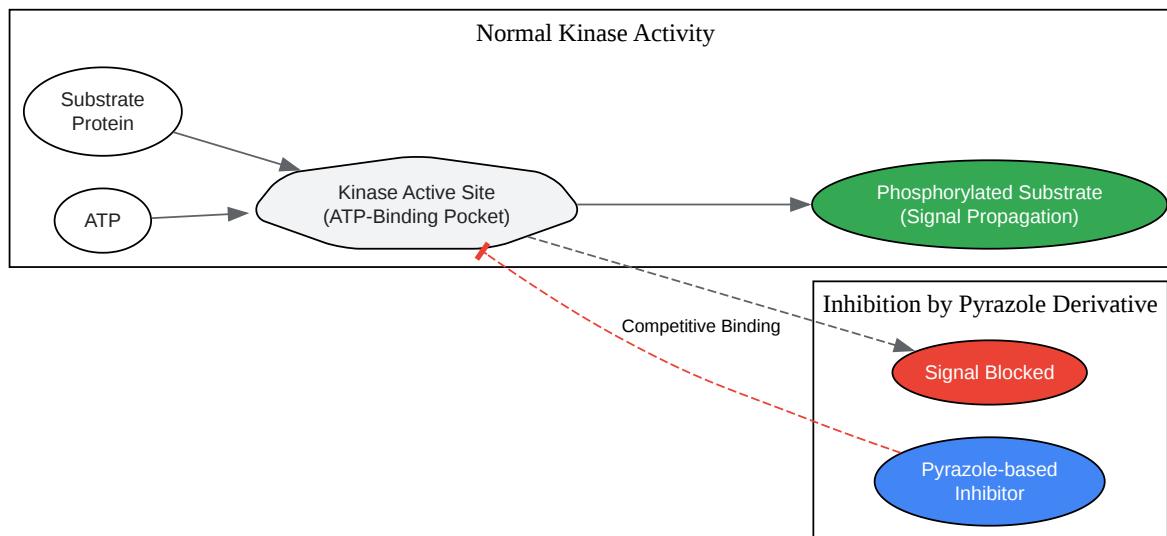 Normal Kinase Activity
Substrate
Protein
ATP
Kinase Active Site
(ATP-Binding Pocket)
Phosphorylated Substrate
(Signal Propagation)
Inhibition by Pyrazole Derivative
Competitive Binding
Signal Blocked
Pyrazole-based
Inhibitor